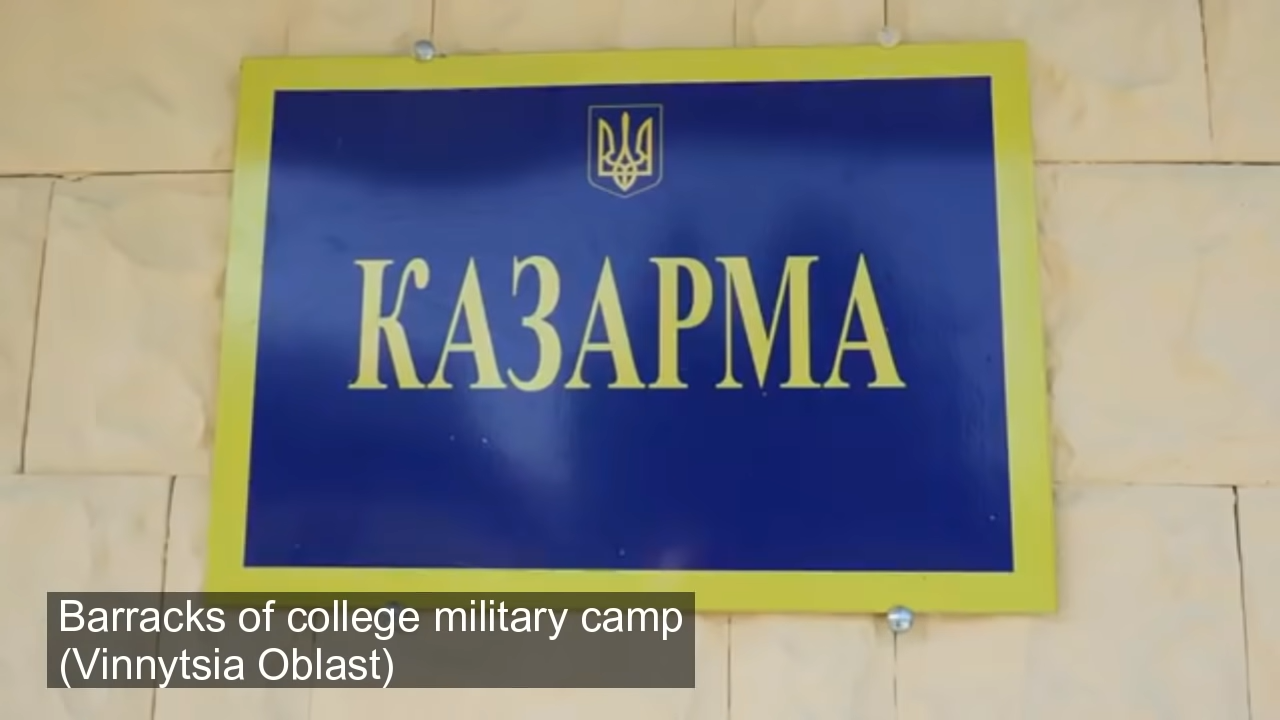 КАЗАРМА
Barracks of college military camp
(Vinnytsia Oblast)